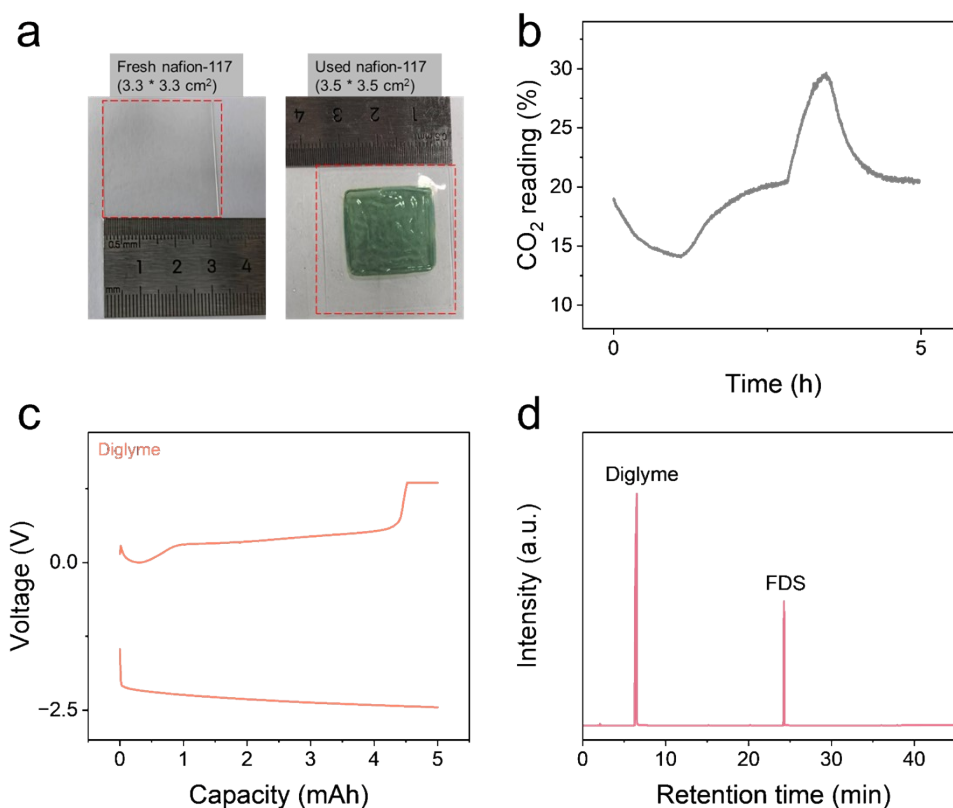 a
Fresh nafion-117
(3.3 * 3.3 cm²)
Used nafion-117
(3.5 * 3.5 cm²)
4 3 2 1
0.5 mm
1 2 3 4
mm
b
CO₂ reading (%)
30
25
20
15
10
0 5
Time (h)
c
Diglyme
Voltage (V)
0.0
−2.5
0 1 2 3 4 5
Capacity (mAh)
d
Intensity (a.u.)
Diglyme
FDS
0 10 20 30 40
Retention time (min)